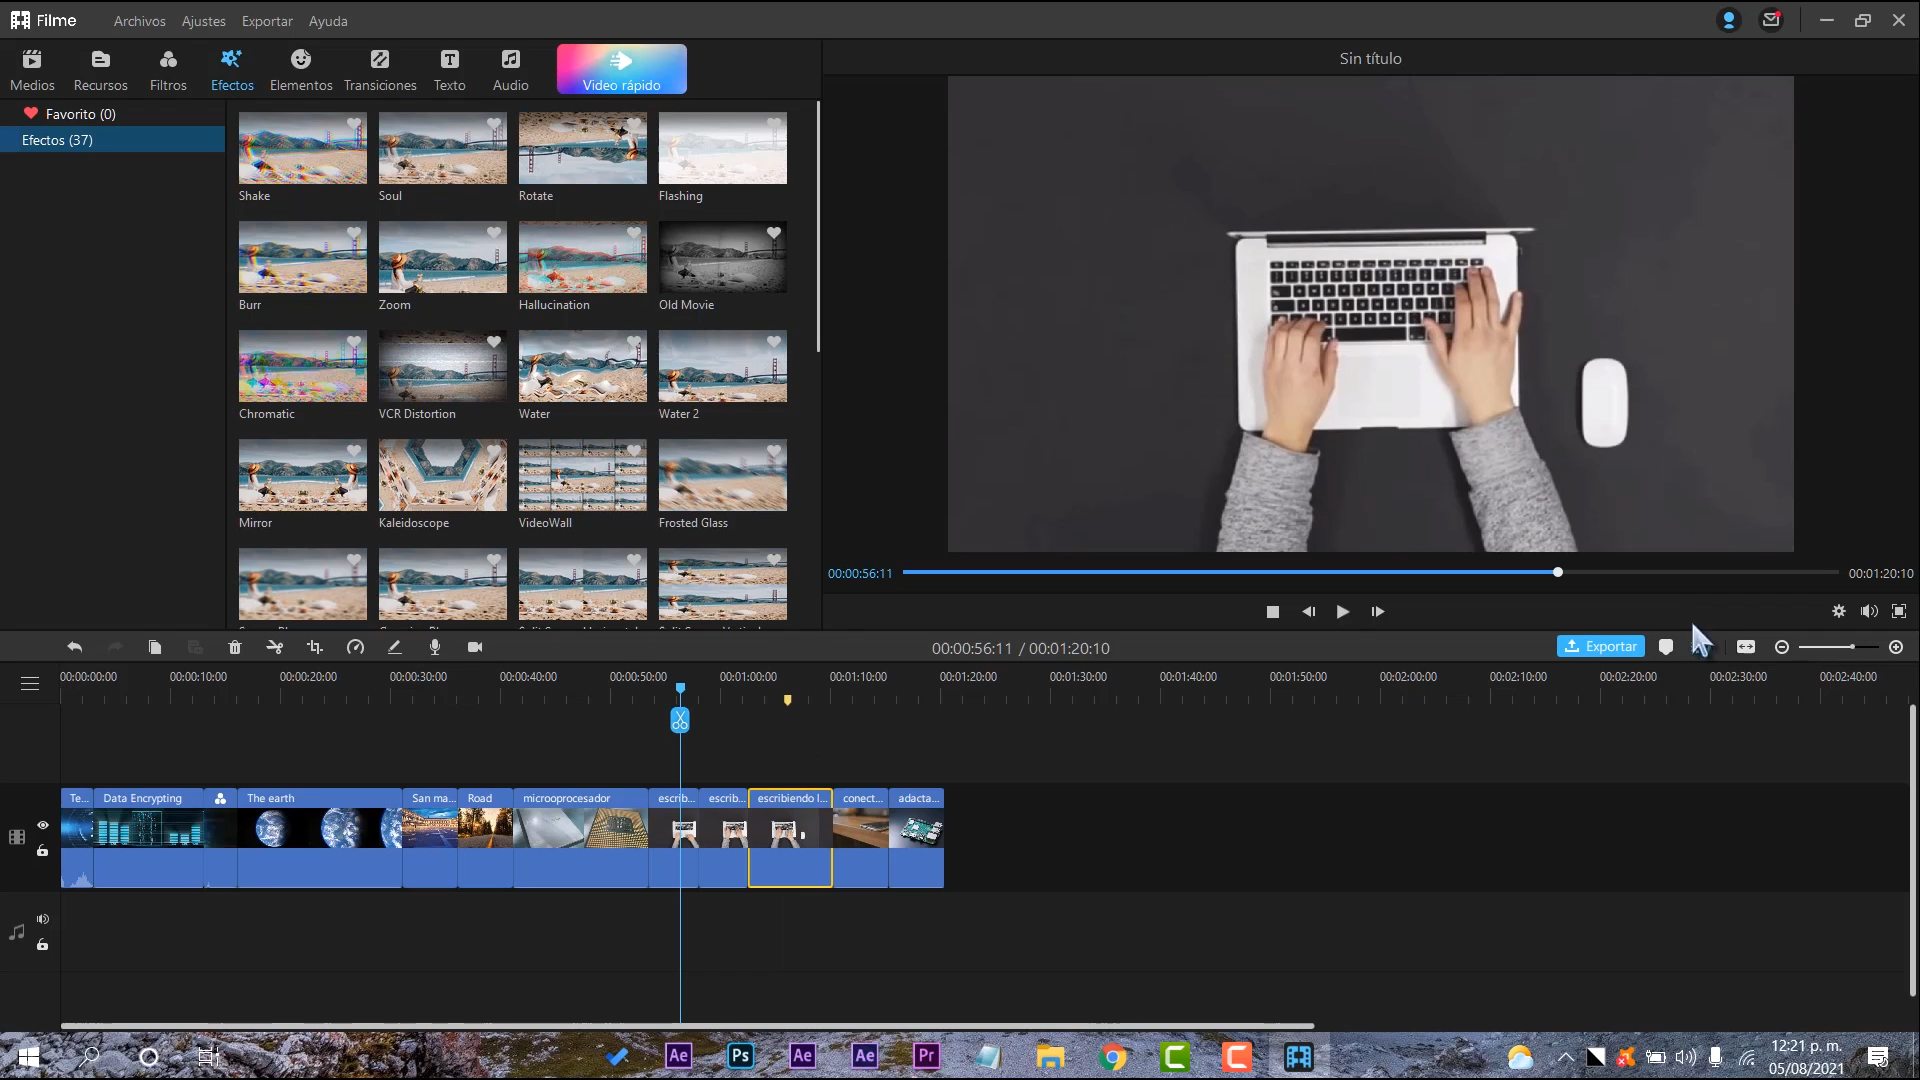 Filme
Archivos Ajustes Exportar Ayuda
Medios Recursos Filtros Efectos Elementos Transiciones Texto Audio Video rápido
Sin título
Favorito (0)
Efectos (37)
Shake Soul Rotate Flashing
Burr Zoom Hallucination Old Movie
Chromatic VCR Distortion Water Water 2
Mirror Kaleidoscope VideoWall Frosted Glass
00:00:56:11 00:01:20:10
00:00:56:11 / 00:01:20:10
Exportar
00:00:00:00 00:00:10:00 00:00:20:00 00:00:30:00 00:00:40:00 00:00:50:00 00:01:00:00 00:01:10:00 00:01:20:00 00:01:30:00 00:01:40:00 00:01:50:00 00:02:00:00 00:02:10:00 00:02:20:00 00:02:30:00 00:02:40:00
Te... Data Encrypting The earth San ma... Road microoprocesador escrib... escrib... escribiendo l... conect... adacta...
Ae Ps Ae Ae Pr
12:21 p. m.
05/08/2021